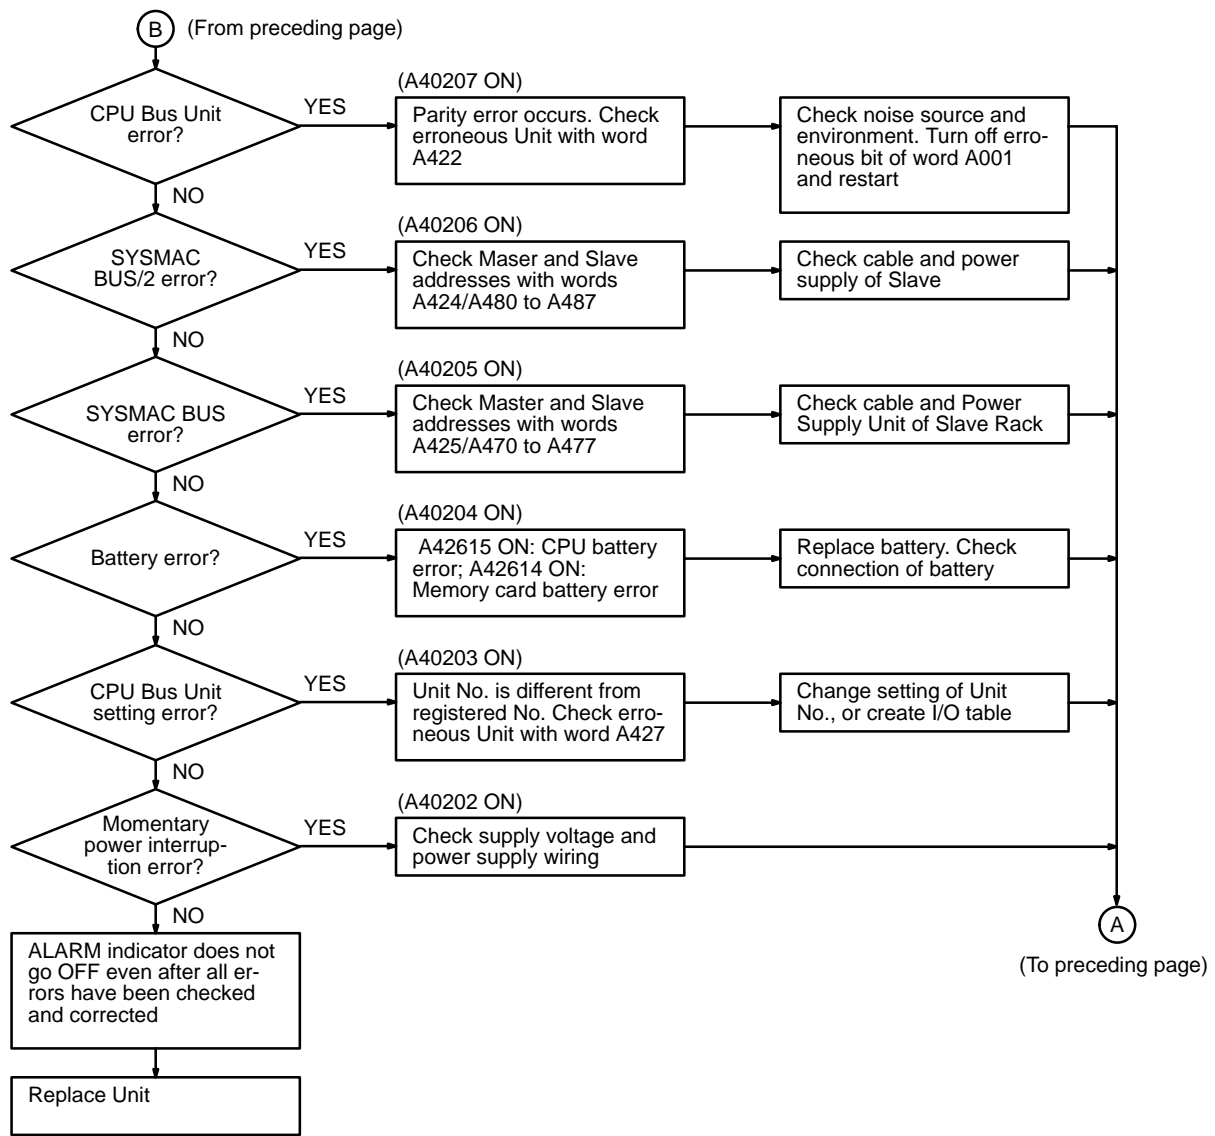 B (From preceding page)
CPU Bus Unit
error?
YES
(A40207 ON)
Parity error occurs. Check
erroneous Unit with word
A422
Check noise source and
environment. Turn off erro-
neous bit of word A001
and restart
NO
SYSMAC
BUS/2 error?
YES
(A40206 ON)
Check Maser and Slave
addresses with words
A424/A480 to A487
Check cable and power
supply of Slave
NO
SYSMAC BUS
error?
YES
(A40205 ON)
Check Master and Slave
addresses with words
A425/A470 to A477
Check cable and Power
Supply Unit of Slave Rack
NO
Battery error?
YES
(A40204 ON)
A42615 ON: CPU battery
error; A42614 ON:
Memory card battery error
Replace battery. Check
connection of battery
NO
CPU Bus Unit
setting error?
YES
(A40203 ON)
Unit No. is different from
registered No. Check erro-
neous Unit with word A427
Change setting of Unit
No., or create I/O table
NO
Momentary
power interrup-
tion error?
YES
(A40202 ON)
Check supply voltage and
power supply wiring
NO
A
(To preceding page)
ALARM indicator does not
go OFF even after all er-
rors have been checked
and corrected
Replace Unit